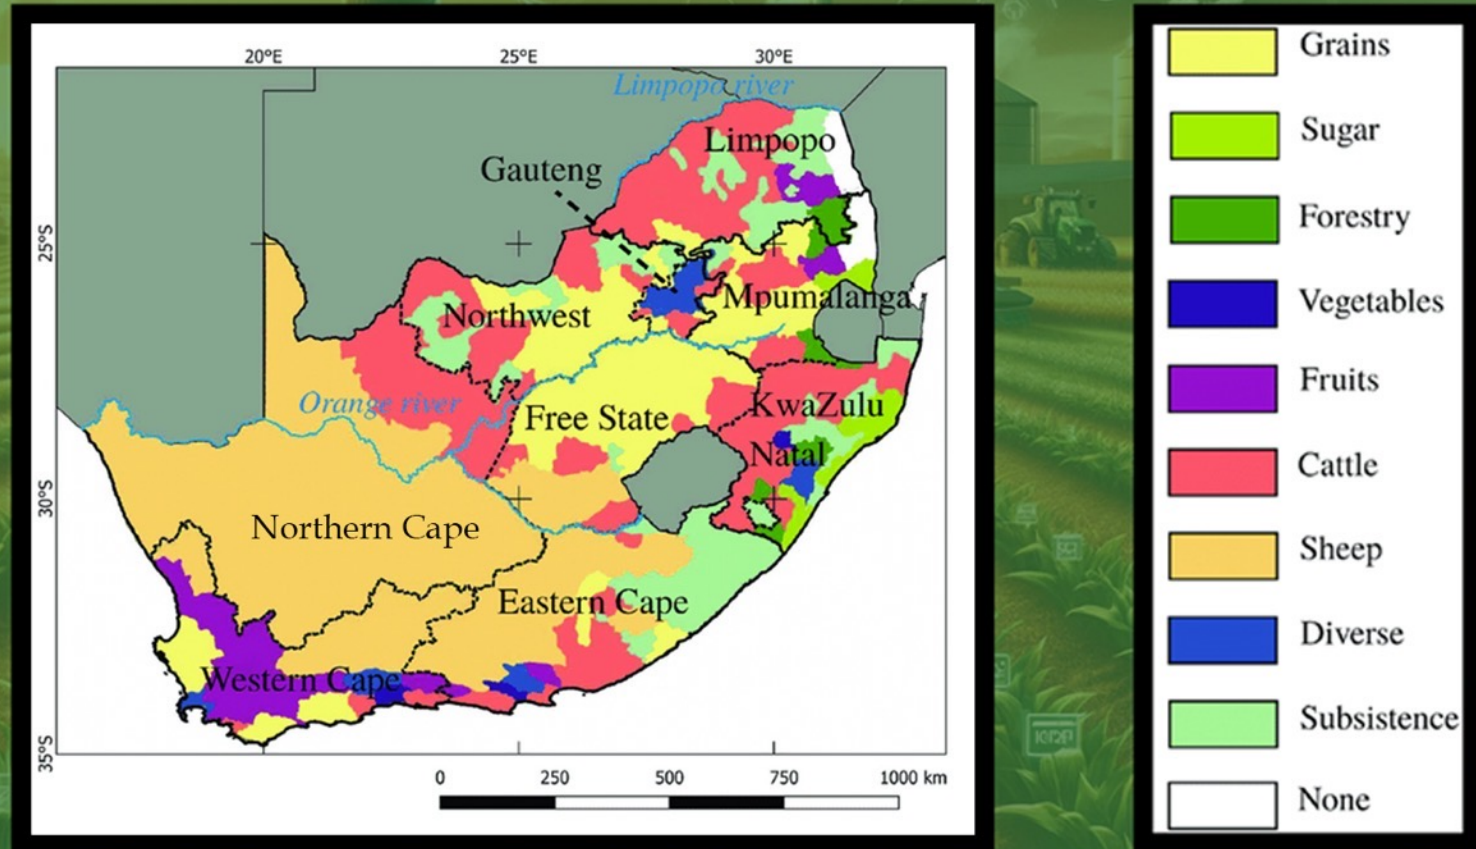 20°E
25°E
30°E
Limpopo river
Limpopo
Gauteng
25°S
Mpumalanga
Northwest
Orange river
Free State
KwaZulu
Natal
30°S
Northern Cape
Eastern Cape
Western Cape
35°S
0
250
500
750
1000 km
Grains
Sugar
Forestry
Vegetables
Fruits
Cattle
Sheep
Diverse
Subsistence
None